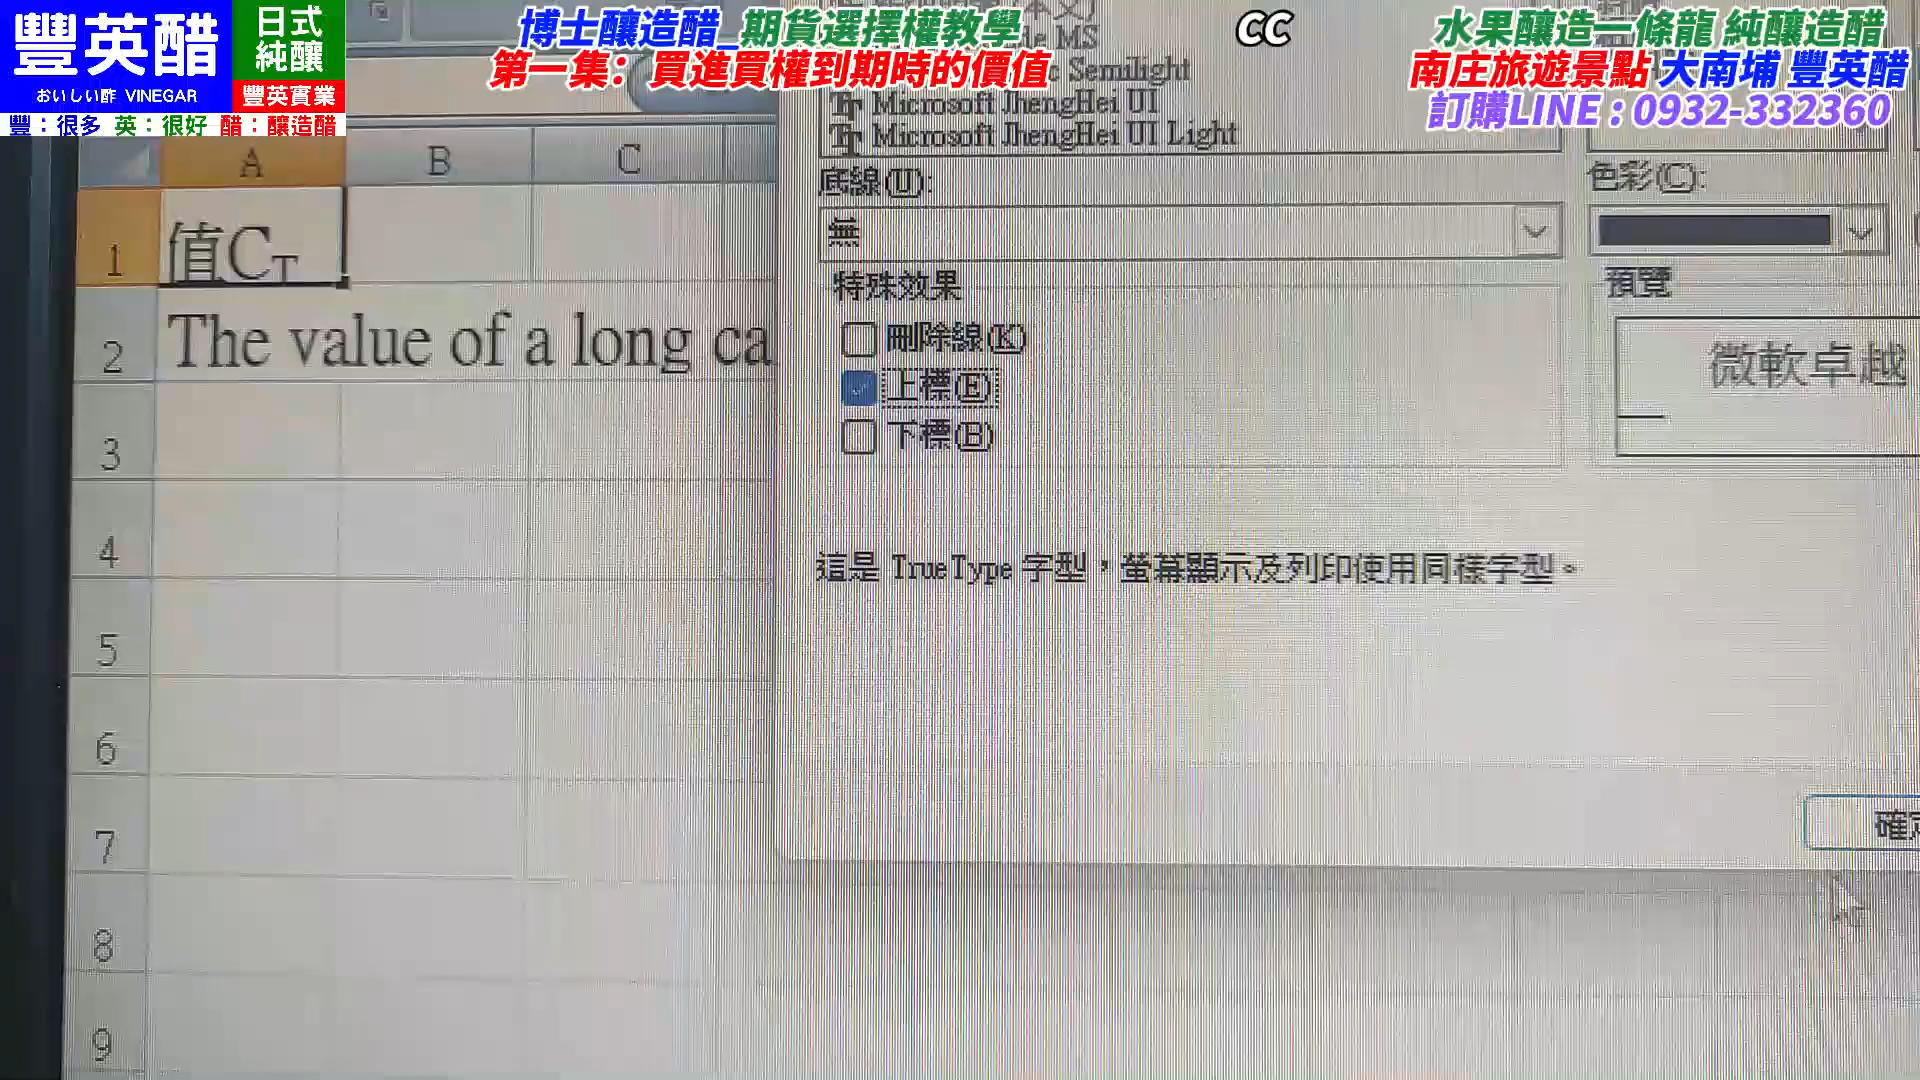 豐英醋
日式
純釀
おいしい酢 VINEGAR
豐英實業
豐：很多 英：很好 醋：釀造醋
博士釀造醋_期貨選擇權教學
第一集：買進買權到期時的價值
CC
水果釀造一條龍 純釀造醋
南庄旅遊景點 大南埔 豐英醋
訂購LINE : 0932-332360
Semilight
Microsoft JhengHei UI
Microsoft JhengHei UI Light
底線(U):
無
色彩(C):
特殊效果
刪除線(K)
上標(E)
下標(B)
預覽
微軟卓越
這是 TrueType 字型，螢幕顯示及列印使用同樣字型。
確定
A
B
C
1
值C_T
2
The value of a long ca
3
4
5
6
7
8
9